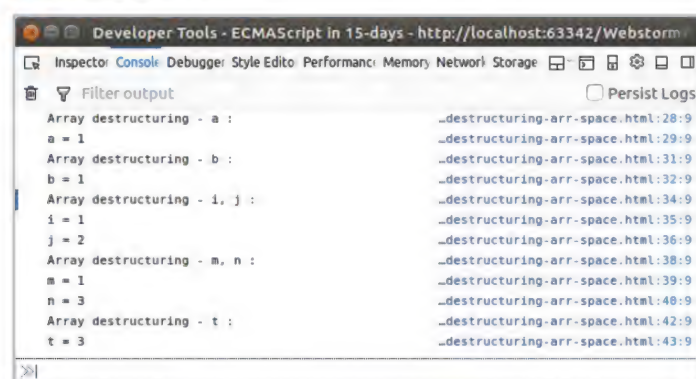 Developer Tools - ECMAScript in 15-days - http://localhost:63342/Webstorm
Inspector Console Debugger Style Edito Performanc Memory Network Storage
Filter output Persist Logs
Array destructuring - a : …destructuring-arr-space.html:28:9
a = 1 …destructuring-arr-space.html:29:9
Array destructuring - b : …destructuring-arr-space.html:31:9
b = 1 …destructuring-arr-space.html:32:9
Array destructuring - i, j : …destructuring-arr-space.html:34:9
i = 1 …destructuring-arr-space.html:35:9
j = 2 …destructuring-arr-space.html:36:9
Array destructuring - m, n : …destructuring-arr-space.html:38:9
m = 1 …destructuring-arr-space.html:39:9
n = 3 …destructuring-arr-space.html:40:9
Array destructuring - t : …destructuring-arr-space.html:42:9
t = 3 …destructuring-arr-space.html:43:9